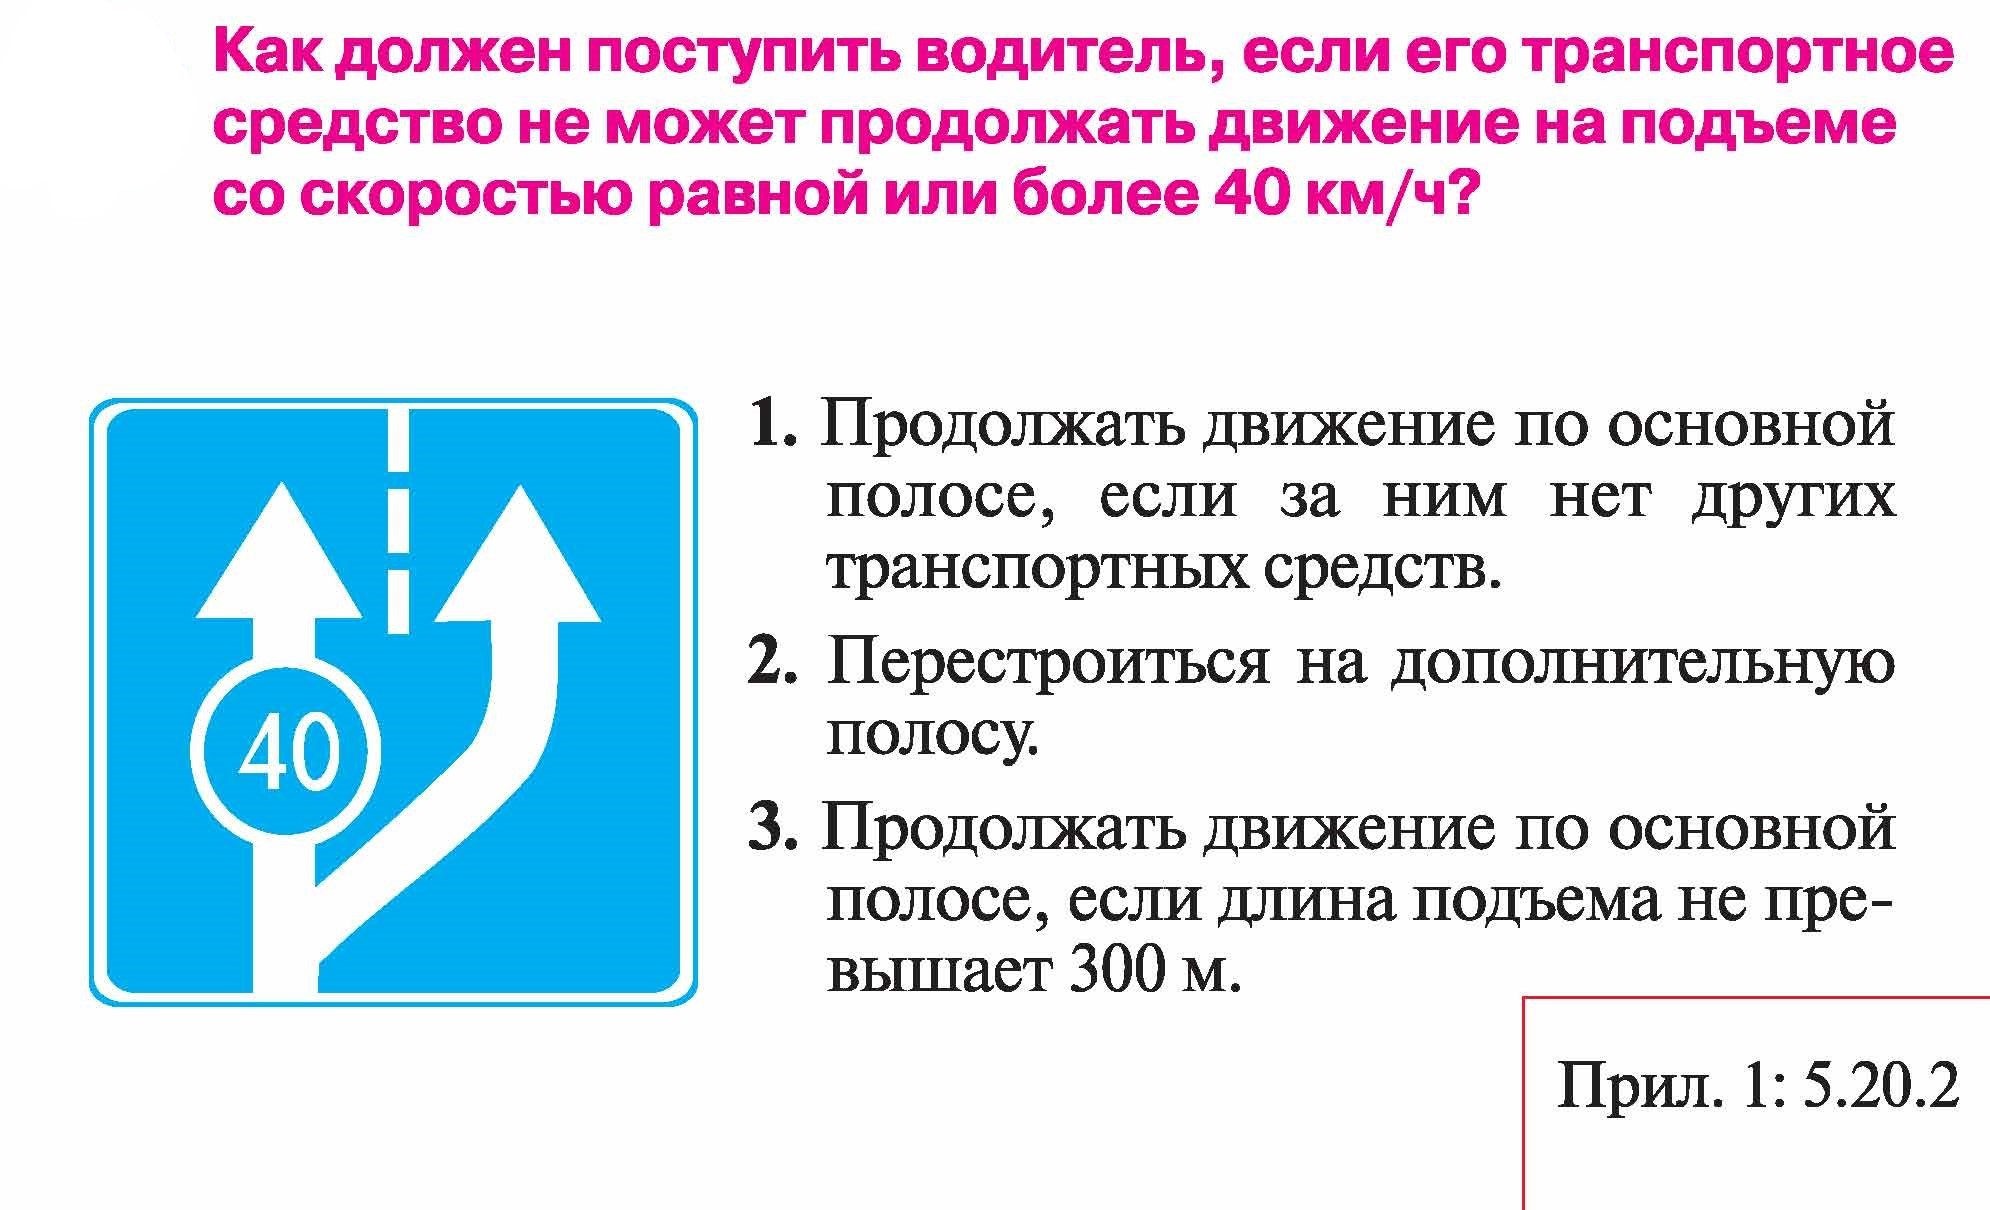 Как должен поступить водитель, если его транспортное
средство не может продолжать движение на подъеме
со скоростью равной или более 40 км/ч?
40
1. Продолжать движение по основной
полосе, если за ним нет других
транспортных средств.
2. Перестроиться на дополнительную
полосу.
3. Продолжать движение по основной
полосе, если длина подъема не пре-
вышает 300 м.
Прил. 1: 5.20.2